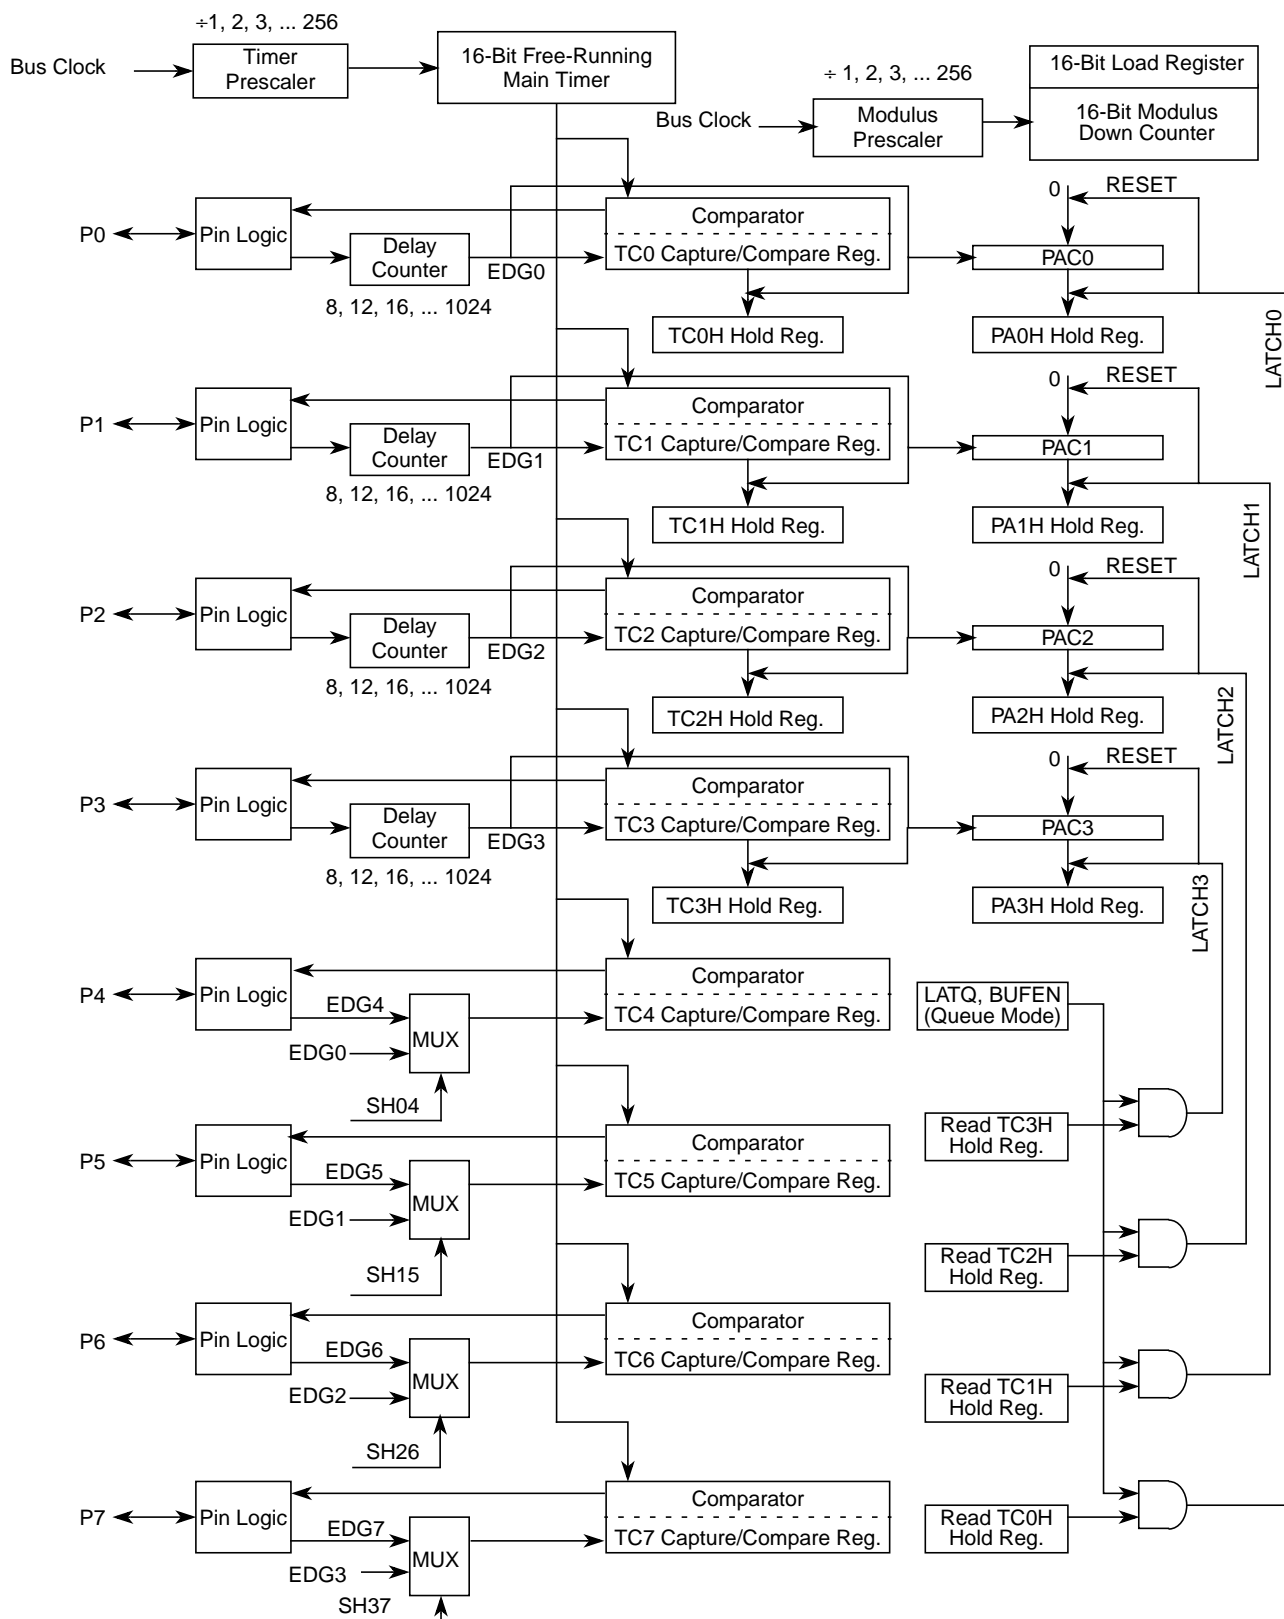 ÷1, 2, 3, ... 256
Bus Clock
Timer
Prescaler
16-Bit Free-Running
Main Timer
16-Bit Load Register
÷ 1, 2, 3, ... 256
Bus Clock
Modulus
Prescaler
16-Bit Modulus
Down Counter
P0
Pin Logic
Delay
Counter
8, 12, 16, ... 1024
EDG0
Comparator
TC0 Capture/Compare Reg.
TC0H Hold Reg.
0
RESET
PAC0
PA0H Hold Reg.
LATCH0
P1
Pin Logic
Delay
Counter
8, 12, 16, ... 1024
EDG1
Comparator
TC1 Capture/Compare Reg.
TC1H Hold Reg.
0
RESET
PAC1
PA1H Hold Reg.
LATCH1
P2
Pin Logic
Delay
Counter
8, 12, 16, ... 1024
EDG2
Comparator
TC2 Capture/Compare Reg.
TC2H Hold Reg.
0
RESET
PAC2
PA2H Hold Reg.
LATCH2
P3
Pin Logic
Delay
Counter
8, 12, 16, ... 1024
EDG3
Comparator
TC3 Capture/Compare Reg.
TC3H Hold Reg.
0
RESET
PAC3
PA3H Hold Reg.
LATCH3
P4
Pin Logic
EDG4
EDG0
MUX
SH04
Comparator
TC4 Capture/Compare Reg.
LATQ, BUFEN
(Queue Mode)
P5
Pin Logic
EDG5
EDG1
MUX
SH15
Comparator
TC5 Capture/Compare Reg.
Read TC3H
Hold Reg.
Read TC2H
Hold Reg.
P6
Pin Logic
EDG6
EDG2
MUX
SH26
Comparator
TC6 Capture/Compare Reg.
Read TC1H
Hold Reg.
P7
Pin Logic
EDG7
EDG3
MUX
SH37
Comparator
TC7 Capture/Compare Reg.
Read TC0H
Hold Reg.